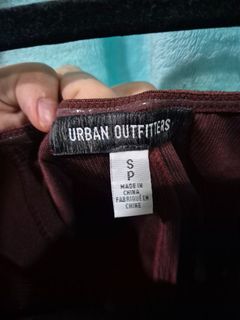 URBAN OUTFITTERS
S
P
MADE IN
CHINA
FABRIQUÉ EN
CHINE